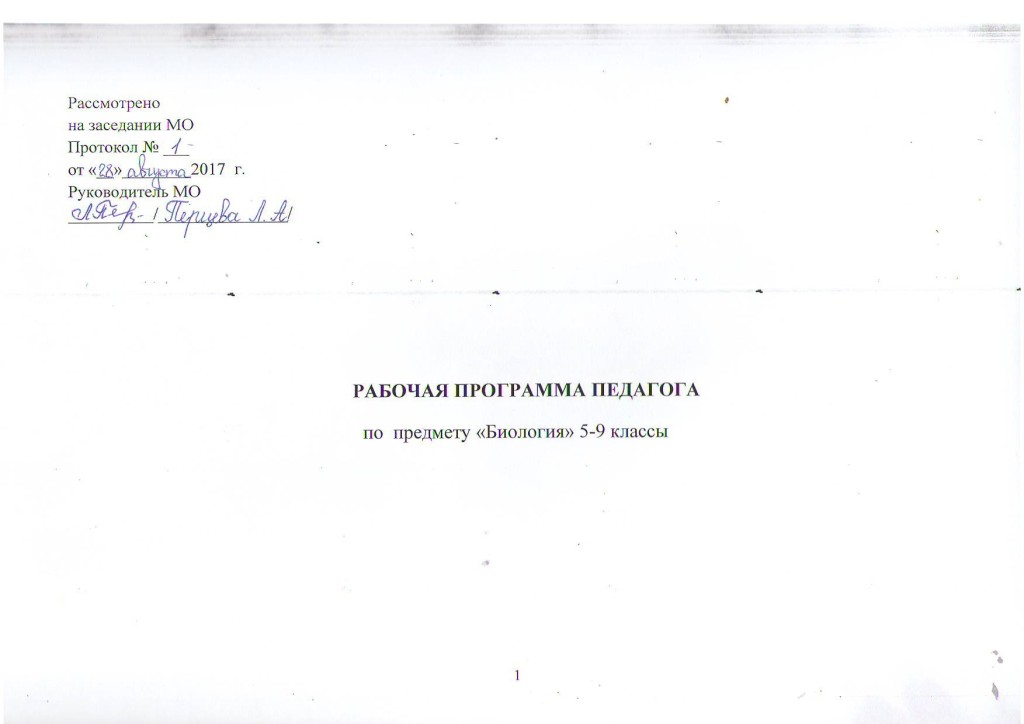 Рассмотрено
на заседании МО
Протокол № 1
от «28» августа 2017 г.
Руководитель МО
/ Перцева Л.А/
РАБОЧАЯ ПРОГРАММА ПЕДАГОГА
по предмету «Биология» 5-9 классы
1